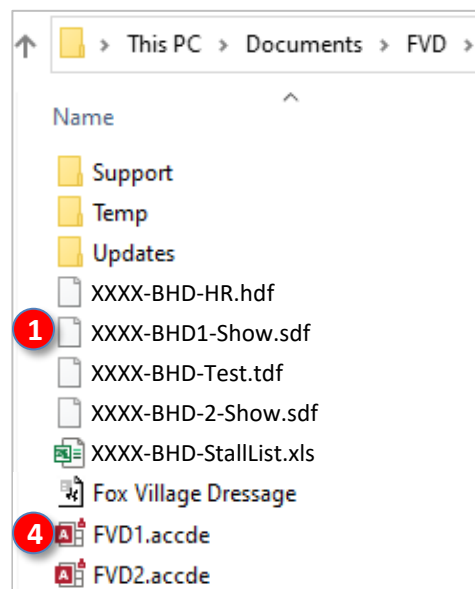 This PC > Documents > FVD >
Name
Support
Temp
Updates
XXXX-BHD-HR.hdf
1 XXXX-BHD1-Show.sdf
XXXX-BHD-Test.tdf
XXXX-BHD-2-Show.sdf
XXXX-BHD-StallList.xls
Fox Village Dressage
4 FVD1.accde
FVD2.accde